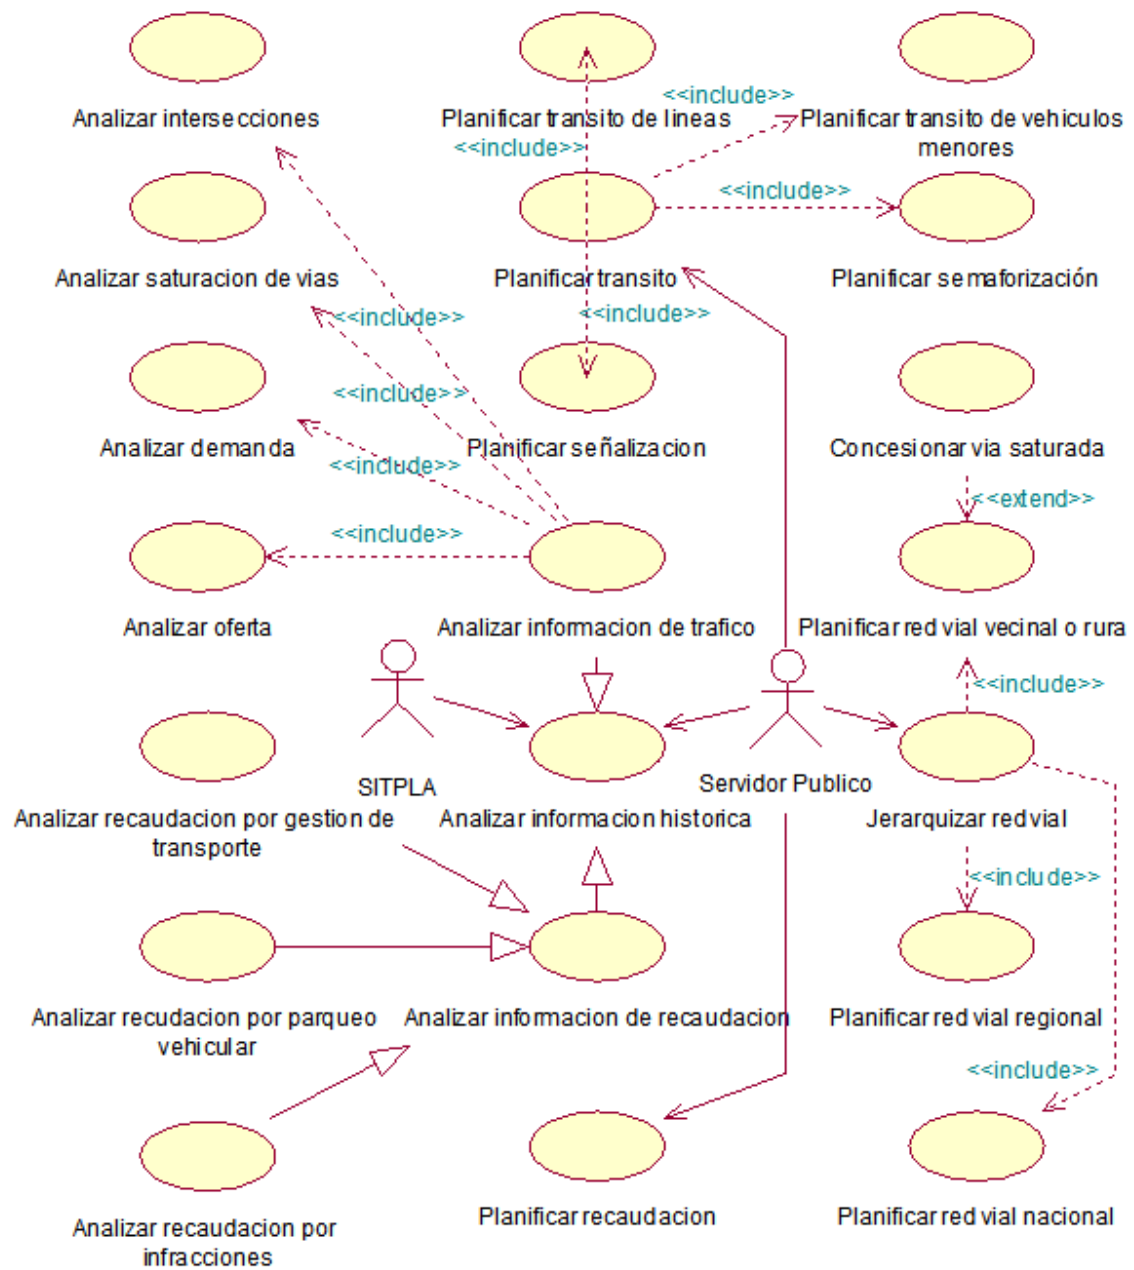 Analizar intersecciones
Planificar transito de lineas
<<include>>
Planificar transito de vehiculos
menores
<<include>>
<<include>>
Analizar saturacion de vias
Planificar transito
Planificar semaforización
<<include>>
<<include>>
<<include>>
Analizar demanda
Planificar señalizacion
Concesionar via saturada
<<include>>
<<extend>>
<<include>>
Analizar oferta
Analizar informacion de trafico
Planificar red vial vecinal o rura
<<include>>
SITPLA
Servidor Publico
Analizar recaudacion por gestion de
transporte
Analizar informacion historica
Jerarquizar red vial
<<include>>
Analizar recudacion por parqueo
vehicular
Analizar informacion de recaudacion
Planificar red vial regional
<<include>>
Analizar recaudacion por
infracciones
Planificar recaudacion
Planificar red vial nacional